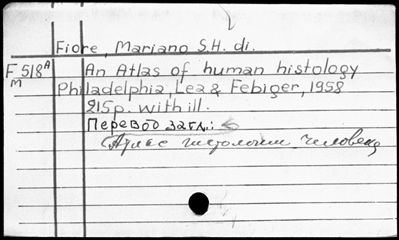 Fiore, Mariano S.H. di.
F 518 A
M
An Atlas of human histology
Philadelphia, Lea & Febiger, 1958
215p. with ill.
Перевод загл.:
Атлас гистологии человека